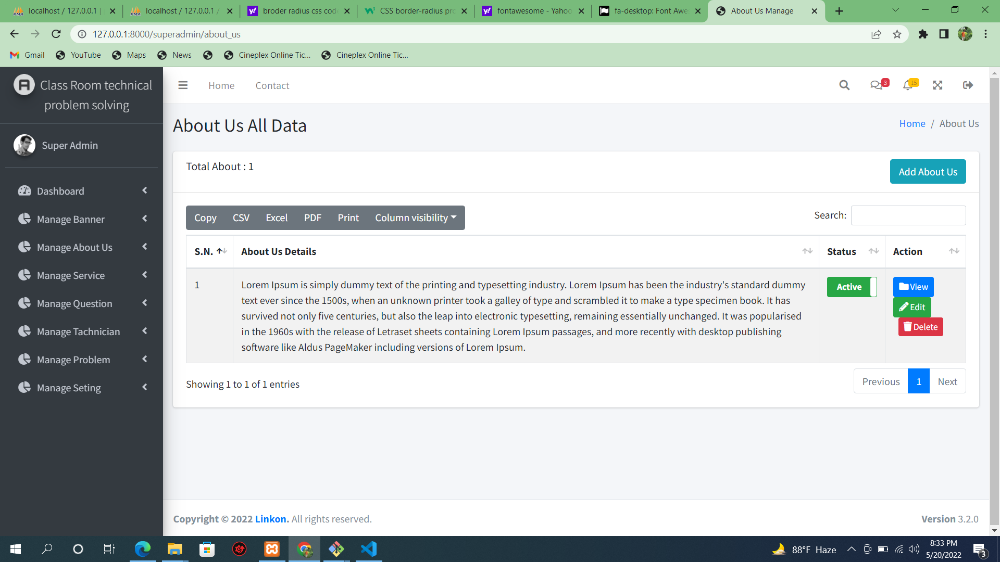 localhost / 127.0.0.1 |
localhost / 127.0.0.1 /
broder radius css cod
CSS border-radius pro
fontawesome - Yahoo
fa-desktop: Font Awe
About Us Manage
127.0.0.1:8000/superadmin/about_us
Gmail YouTube Maps News Cineplex Online Tic... Cineplex Online Tic...
Class Room technical
problem solving
Home Contact
3
15
Super Admin
About Us All Data
Home / About Us
Total About : 1
Add About Us
Dashboard
Manage Banner
Manage About Us
Manage Service
Manage Question
Manage Tachnician
Manage Problem
Manage Seting
Copy CSV Excel PDF Print Column visibility
Search:
S.N. About Us Details Status Action
1
Lorem Ipsum is simply dummy text of the printing and typesetting industry. Lorem Ipsum has been the industry's standard dummy
text ever since the 1500s, when an unknown printer took a galley of type and scrambled it to make a type specimen book. It has
survived not only five centuries, but also the leap into electronic typesetting, remaining essentially unchanged. It was popularised
in the 1960s with the release of Letraset sheets containing Lorem Ipsum passages, and more recently with desktop publishing
software like Aldus PageMaker including versions of Lorem Ipsum.
Active
View
Edit
Delete
Showing 1 to 1 of 1 entries
Previous 1 Next
Copyright © 2022 Linkon. All rights reserved.
Version 3.2.0
88°F Haze
8:33 PM
5/20/2022
3